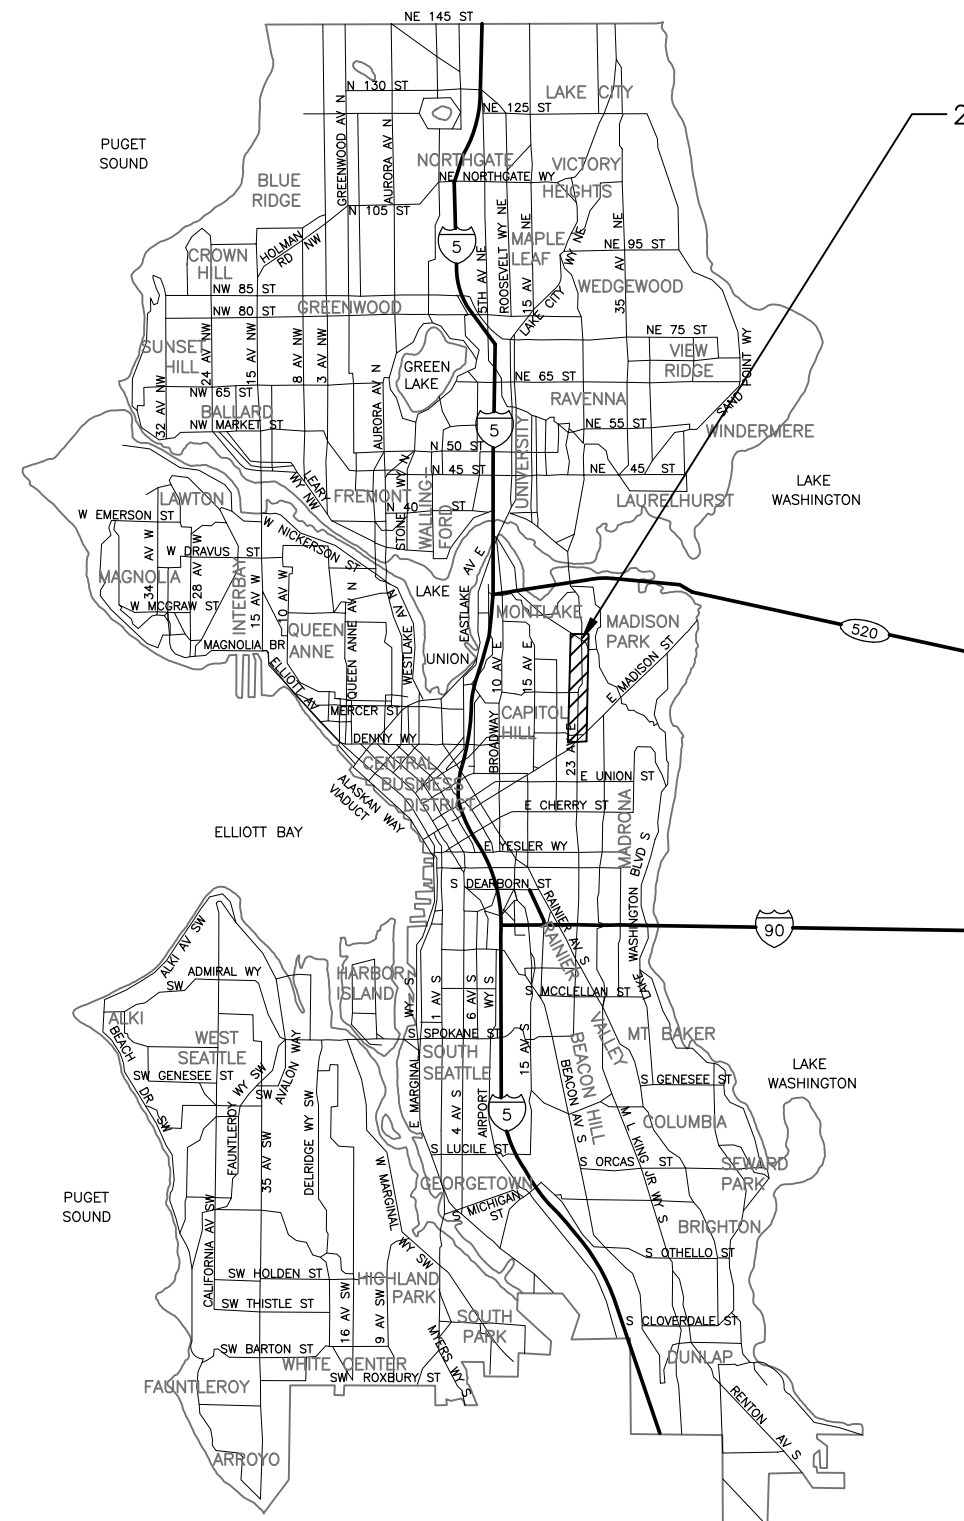 NE 145 ST
N 130 ST
LAKE CITY
NE 125 ST
2
PUGET
SOUND
GREENWOOD AV N
AURORA AV N
NORTHGATE
VICTORY
HEIGHTS
NE NORTHGATE WY
BLUE
RIDGE
N 105 ST
HOLMAN
RD NW
5
5TH AV NE
ROOSEVELT WY NE
15 AV NE
MAPLE
LEAF
LAKE CITY WY NE
35 AV NE
NE 95 ST
WEDGEWOOD
CROWN
HILL
NW 85 ST
GREENWOOD
NW 80 ST
NE 75 ST
SUNSET
HILL
32 AV NW
24 AV NW
15 AV NW
8 AV NW
3 AV NW
AURORA AV N
GREEN
LAKE
VIEW
RIDGE
SAND POINT WY
NE 65 ST
NW 65 ST
RAVENNA
BALLARD
NW MARKET ST
5
NE 55 ST
WINDERMERE
N 50 ST
UNIVERSITY
N 45 ST
NE 45 ST
LEARY
WY NW
FREMONT
STONE WY N
WALLING-
FORD
N 40 ST
LAURELHURST
LAKE
WASHINGTON
LAWTON
W EMERSON ST
W NICKERSON ST
34 AV W
28 AV W
W DRAVUS ST
MAGNOLIA
INTERBAY
15 AV W
10 AV W
W MCGRAW ST
MAGNOLIA BR
QUEEN
ANNE
QUEEN ANNE AV N
WESTLAKE AV N
LAKE
UNION
EASTLAKE AV E
MONTLAKE
MADISON
PARK
520
10 AV E
15 AV E
E MADISON ST
ELLIOTT AV
MERCER ST
DENNY WY
BROADWAY
CAPITOL
HILL
23 AV E
CENTRAL
BUSINESS
DISTRICT
ALASKAN WAY
VIADUCT
E UNION ST
E CHERRY ST
MADRONA
ELLIOTT BAY
E YESLER WY
S DEARBORN ST
LAKE WASHINGTON BLVD S
RAINIER AV S
90
RAINIER
VALLEY
ALKI AV SW
SW ADMIRAL WY
HARBOR
ISLAND
E MARGINAL WY S
1 AV S
6 AV S
AIRPORT WY S
S MCCLELLAN ST
ALKI
BEACH DR SW
WEST
SEATTLE
S SPOKANE ST
15 AV S
MT BAKER
SOUTH
SEATTLE
BEACON HILL
BEACON AV S
SW GENESEE ST
FAUNTLEROY WY SW
SW AVALON WAY
LAKE
WASHINGTON
S GENESEE ST
4 AV S
5
M L KING JR WY S
COLUMBIA
35 AV SW
DELRIDGE WY SW
S LUCILE ST
S ORCAS ST
SEWARD
PARK
PUGET
SOUND
CALIFORNIA AV SW
W MARGINAL WY SW
GEORGETOWN
S MICHIGAN
ST
BRIGHTON
S OTHELLO ST
SW HOLDEN ST
HIGHLAND
PARK
SW THISTLE ST
16 AV SW
9 AV SW
SOUTH
PARK
S CLOVERDALE ST
SW BARTON ST
WHITE CENTER
MYERS WY S
DUNLAP
FAUNTLEROY
SW ROXBURY ST
RENTON AV S
ARROYO